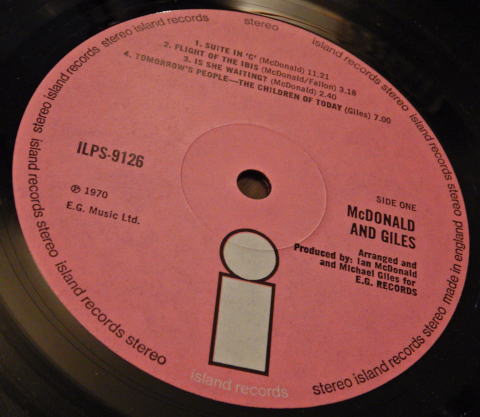 stereo island records stereo island records stereo island records stereo island records stereo island records stereo made in england
1. SUITE IN 'C' (McDonald) 11.21
2. FLIGHT OF THE IBIS (McDonald/Fallon) 3.18
3. IS SHE WAITING? (McDonald) 2.40
4. TOMORROW'S PEOPLE—THE CHILDREN OF TODAY (Giles) 7.00
ILPS-9126
℗ 1970
E.G. Music Ltd.
SIDE ONE
McDONALD
AND GILES
Arranged and
Produced by: Ian McDonald
and Michael Giles for
E.G. RECORDS
i
island records